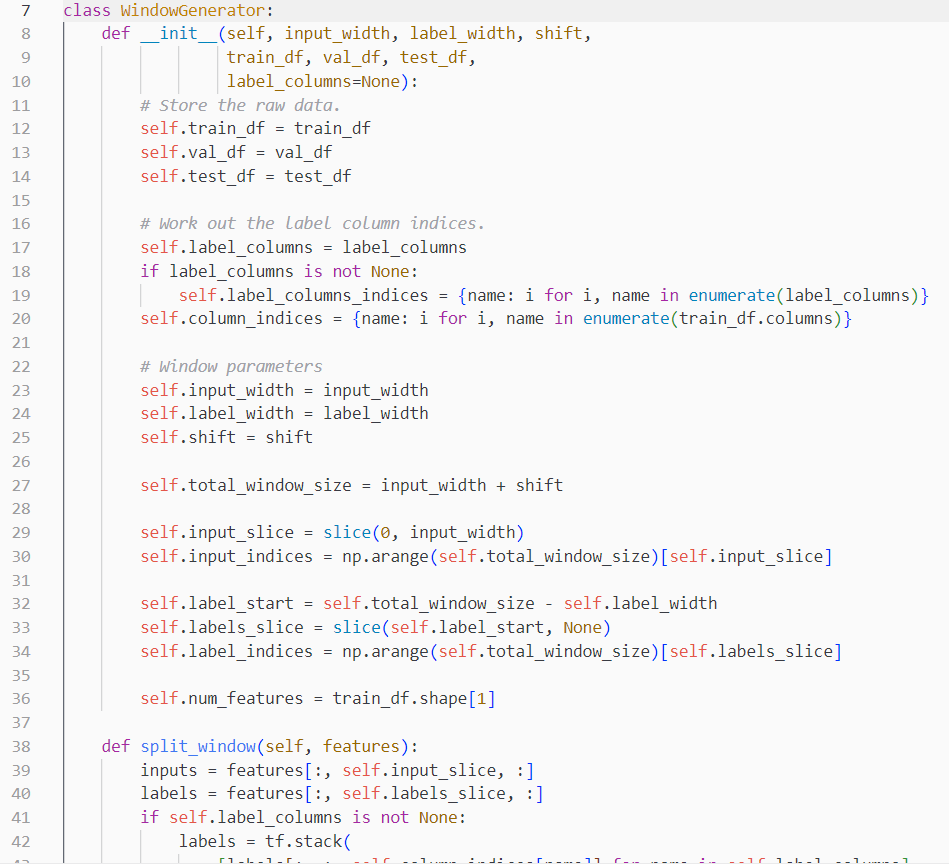 7 class WindowGenerator:
8 def __init__(self, input_width, label_width, shift,
9 train_df, val_df, test_df,
10 label_columns=None):
11 # Store the raw data.
12 self.train_df = train_df
13 self.val_df = val_df
14 self.test_df = test_df
15
16 # Work out the label column indices.
17 self.label_columns = label_columns
18 if label_columns is not None:
19 self.label_columns_indices = {name: i for i, name in enumerate(label_columns)}
20 self.column_indices = {name: i for i, name in enumerate(train_df.columns)}
21
22 # Window parameters
23 self.input_width = input_width
24 self.label_width = label_width
25 self.shift = shift
26
27 self.total_window_size = input_width + shift
28
29 self.input_slice = slice(0, input_width)
30 self.input_indices = np.arange(self.total_window_size)[self.input_slice]
31
32 self.label_start = self.total_window_size - self.label_width
33 self.labels_slice = slice(self.label_start, None)
34 self.label_indices = np.arange(self.total_window_size)[self.labels_slice]
35
36 self.num_features = train_df.shape[1]
37
38 def split_window(self, features):
39 inputs = features[:, self.input_slice, :]
40 labels = features[:, self.labels_slice, :]
41 if self.label_columns is not None:
42 labels = tf.stack(